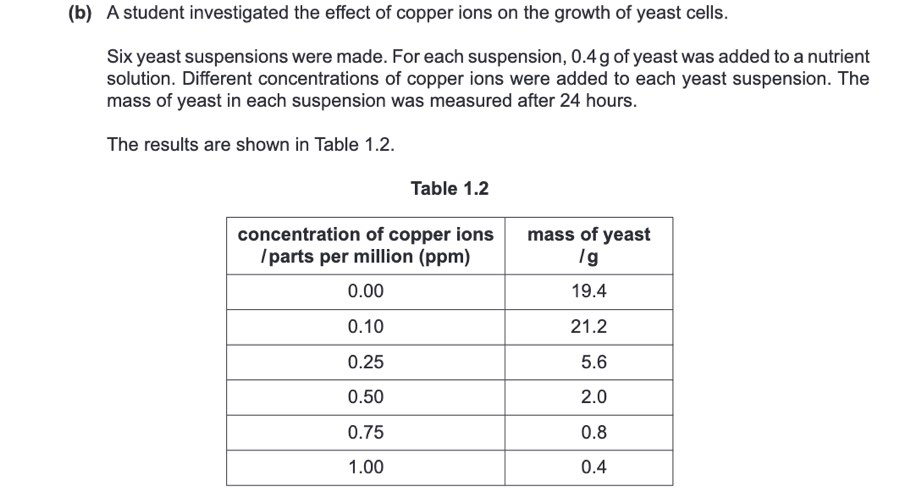 (b) A student investigated the effect of copper ions on the growth of yeast cells.
Six yeast suspensions were made. For each suspension, 0.4 g of yeast was added to a nutrient
solution. Different concentrations of copper ions were added to each yeast suspension. The
mass of yeast in each suspension was measured after 24 hours.
The results are shown in Table 1.2.
Table 1.2
concentration of copper ions mass of yeast
/parts per million (ppm) /g
0.00 19.4
0.10 21.2
0.25 5.6
0.50 2.0
0.75 0.8
1.00 0.4